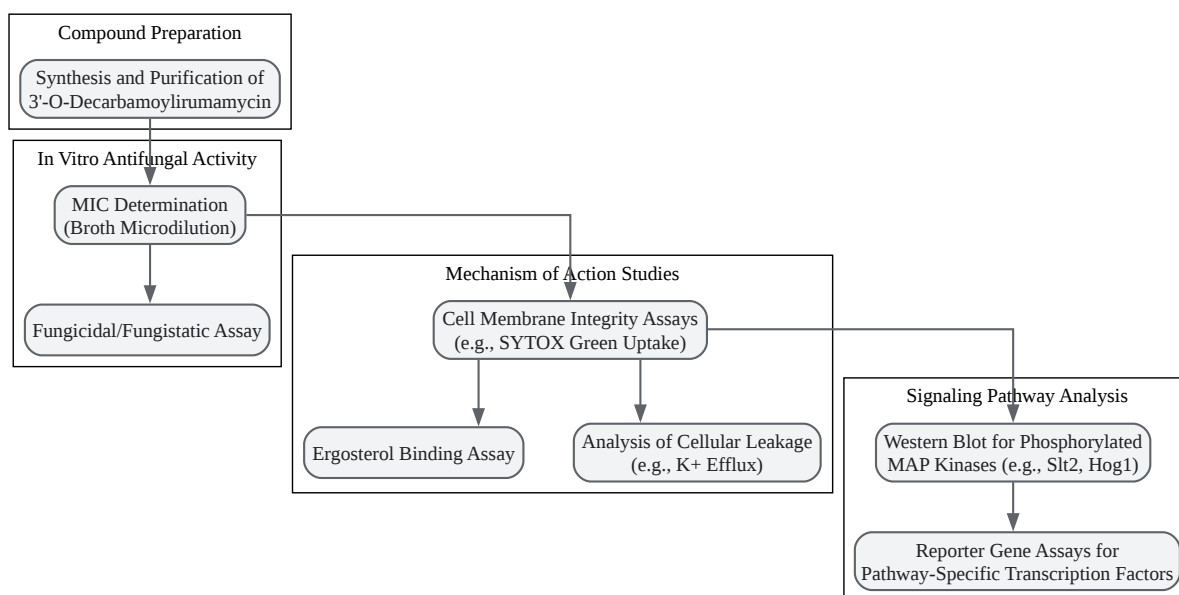 Compound Preparation
Synthesis and Purification of
3'-O-Decarbamoylirumamycin
In Vitro Antifungal Activity
MIC Determination
(Broth Microdilution)
Fungicidal/Fungistatic Assay
Mechanism of Action Studies
Cell Membrane Integrity Assays
(e.g., SYTOX Green Uptake)
Ergosterol Binding Assay
Analysis of Cellular Leakage
(e.g., K+ Efflux)
Signaling Pathway Analysis
Western Blot for Phosphorylated
MAP Kinases (e.g., Slt2, Hog1)
Reporter Gene Assays for
Pathway-Specific Transcription Factors